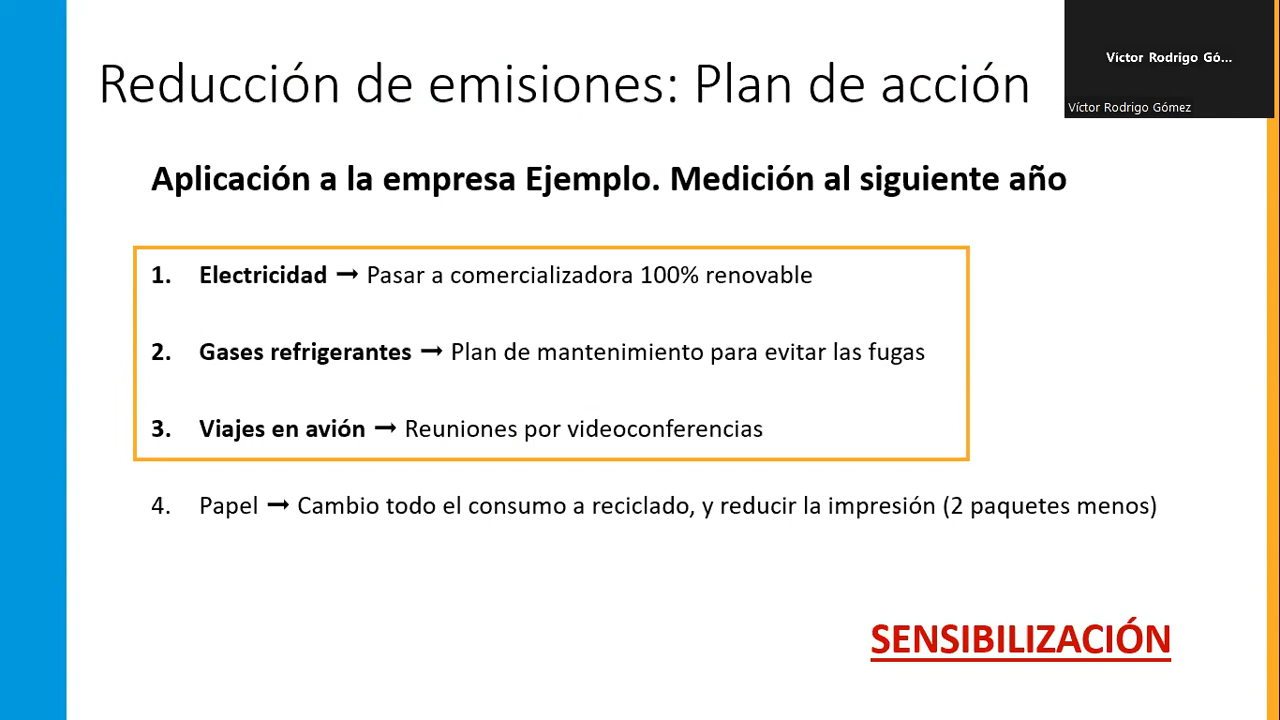 Reducción de emisiones: Plan de acción
Víctor Rodrigo Gó...
Víctor Rodrigo Gómez
Aplicación a la empresa Ejemplo. Medición al siguiente año
1. Electricidad → Pasar a comercializadora 100% renovable
2. Gases refrigerantes → Plan de mantenimiento para evitar las fugas
3. Viajes en avión → Reuniones por videoconferencias
4. Papel → Cambio todo el consumo a reciclado, y reducir la impresión (2 paquetes menos)
SENSIBILIZACIÓN